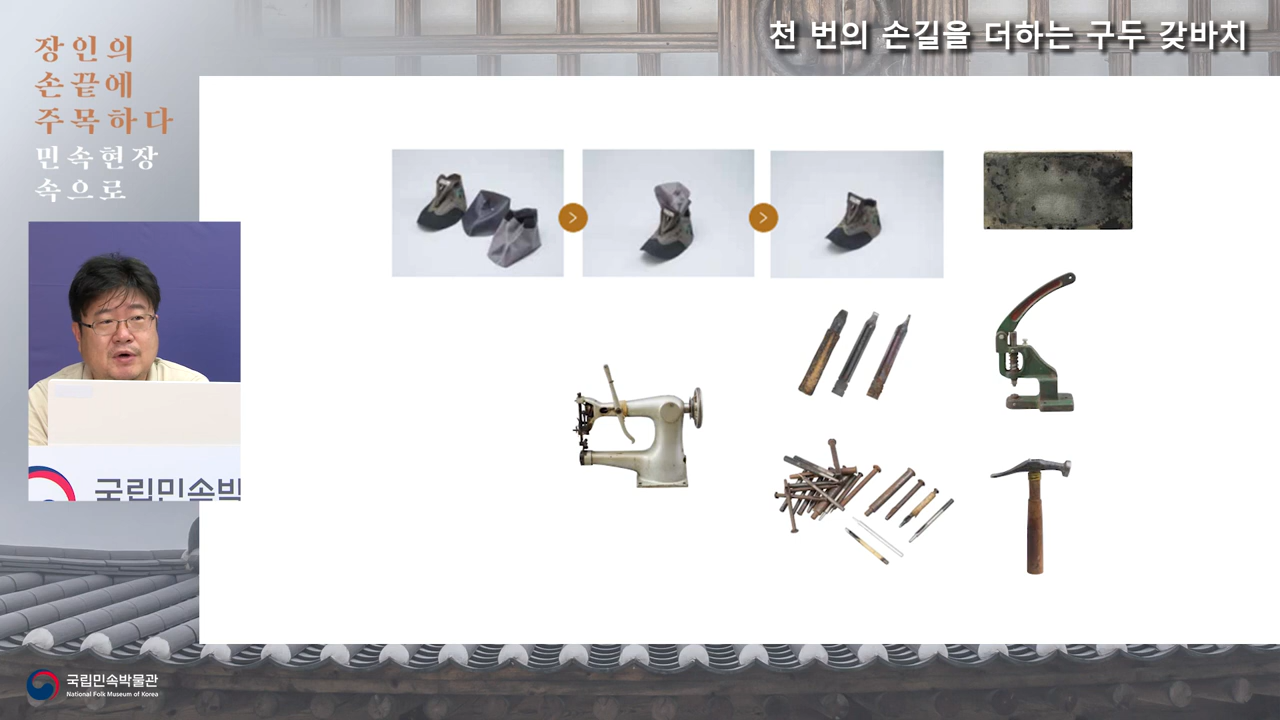 천 번의 손길을 더하는 구두 갖바치
장인의
손끝에
주목하다
민속현장
속으로
국립민속박
국립민속박물관
National Folk Museum of Korea